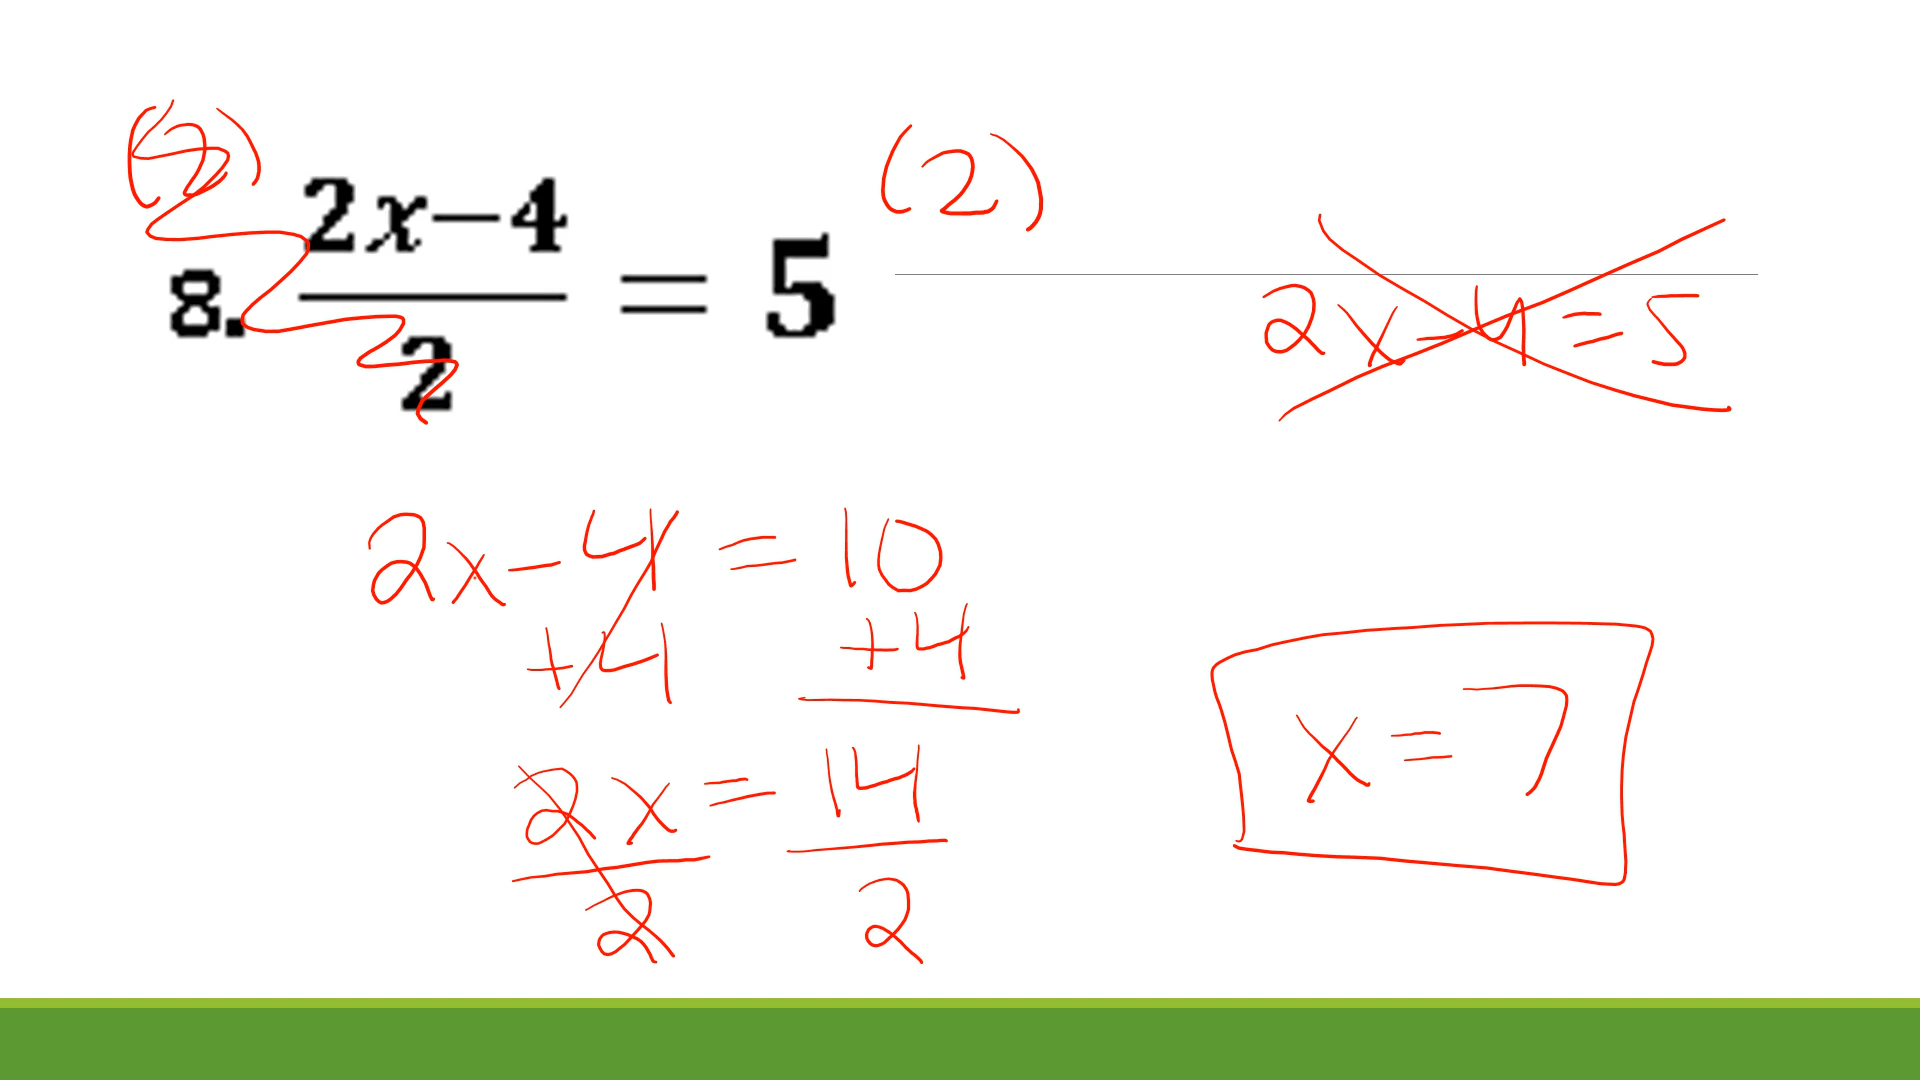 (2) (2)
8. (2x-4)/2 = 5
2x-4 = 5
2x-4 = 10
+4 +4
2x = 14
2 2
x = 7